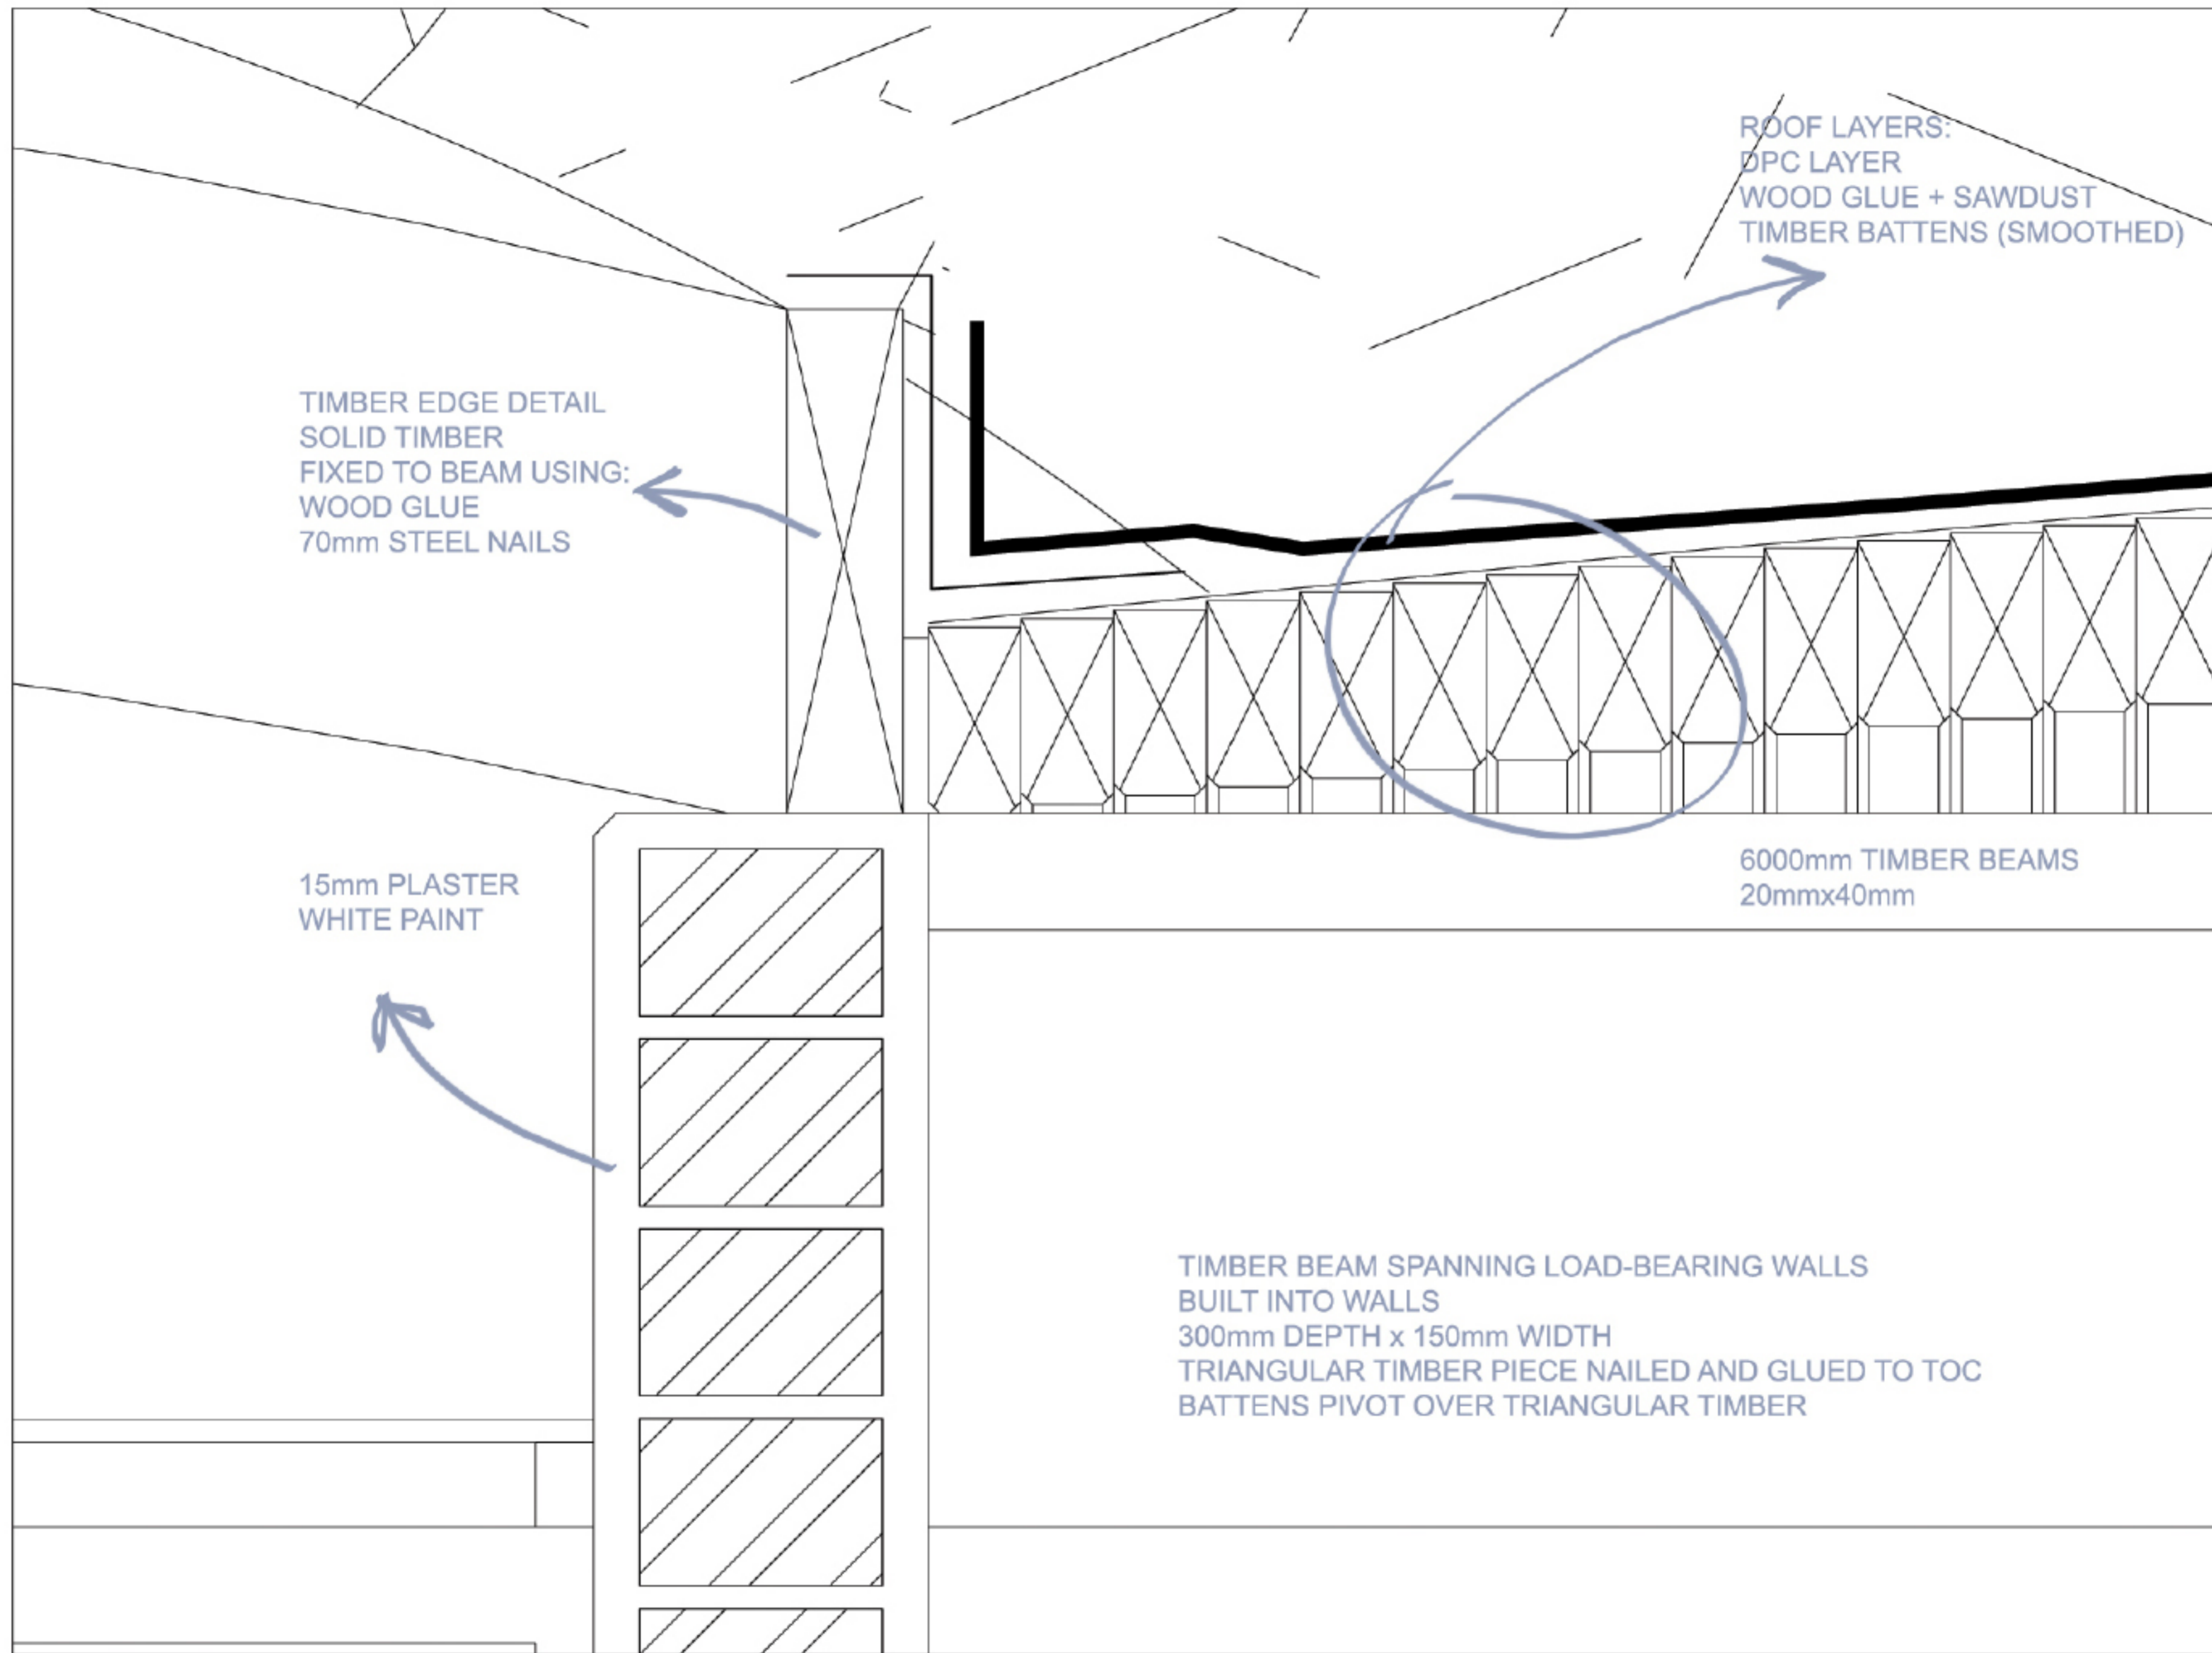 ROOF LAYERS:
DPC LAYER
WOOD GLUE + SAWDUST
TIMBER BATTENS (SMOOTHED)
TIMBER EDGE DETAIL
SOLID TIMBER
FIXED TO BEAM USING:
WOOD GLUE
70mm STEEL NAILS
15mm PLASTER
WHITE PAINT
6000mm TIMBER BEAMS
20mmx40mm
TIMBER BEAM SPANNING LOAD-BEARING WALLS
BUILT INTO WALLS
300mm DEPTH x 150mm WIDTH
TRIANGULAR TIMBER PIECE NAILED AND GLUED TO TOC
BATTENS PIVOT OVER TRIANGULAR TIMBER